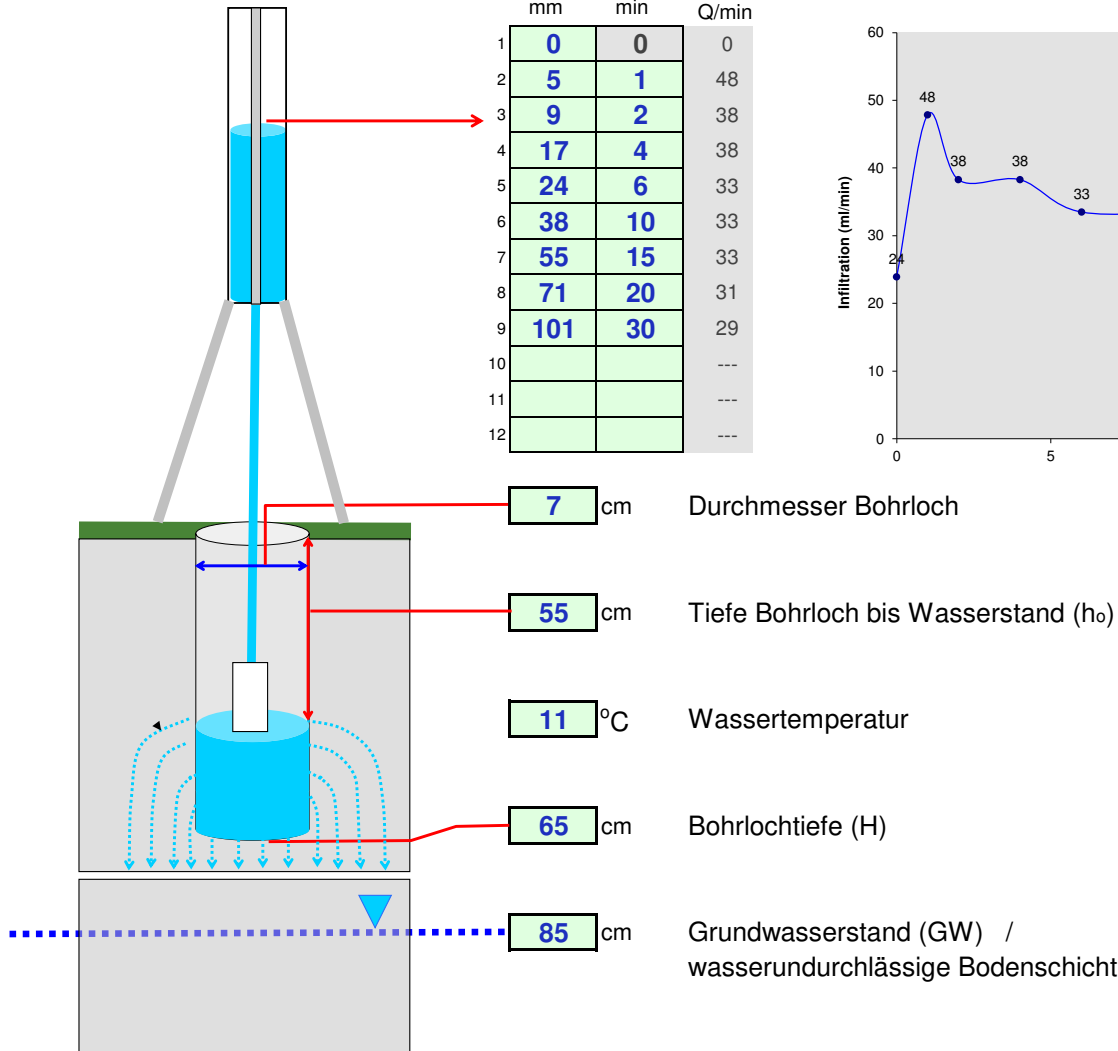 mm min Q/min
1 0 0 0
2 5 1 48
3 9 2 38
4 17 4 38
5 24 6 33
6 38 10 33
7 55 15 33
8 71 20 31
9 101 30 29
10 ---
11 ---
12 ---
60
50
40
30
20
10
0
0 5
Infiltration (ml/min)
24
48
38
38
33
7 cm Durchmesser Bohrloch
55 cm Tiefe Bohrloch bis Wasserstand (ho)
11 °C Wassertemperatur
65 cm Bohrlochtiefe (H)
85 cm Grundwasserstand (GW) /
wasserundurchlässige Bodenschicht